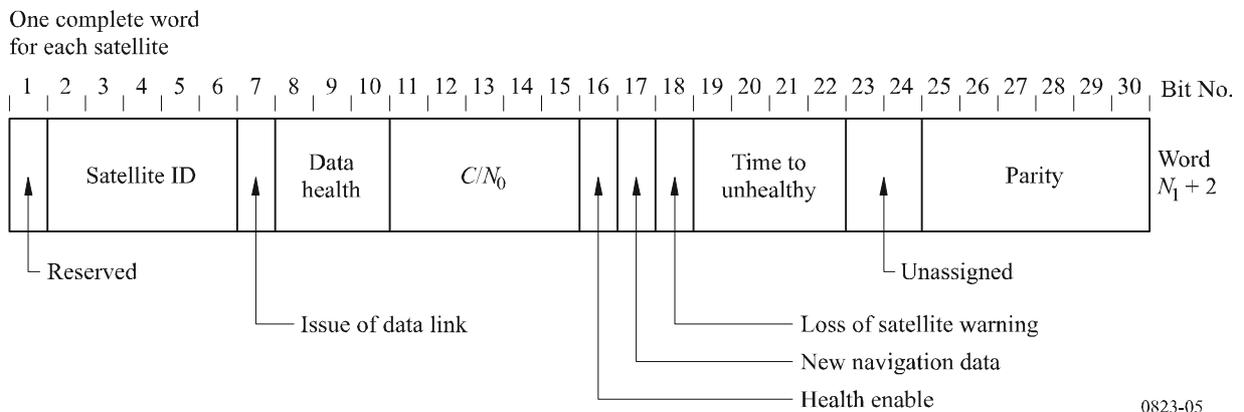 One complete word
for each satellite
1 2 3 4 5 6 7 8 9 10 11 12 13 14 15 16 17 18 19 20 21 22 23 24 25 26 27 28 29 30 Bit No.
Satellite ID
Data
health
C/N₀
Time to
unhealthy
Parity
Word
N₁ + 2
Reserved
Unassigned
Issue of data link
Loss of satellite warning
New navigation data
Health enable
0823-05